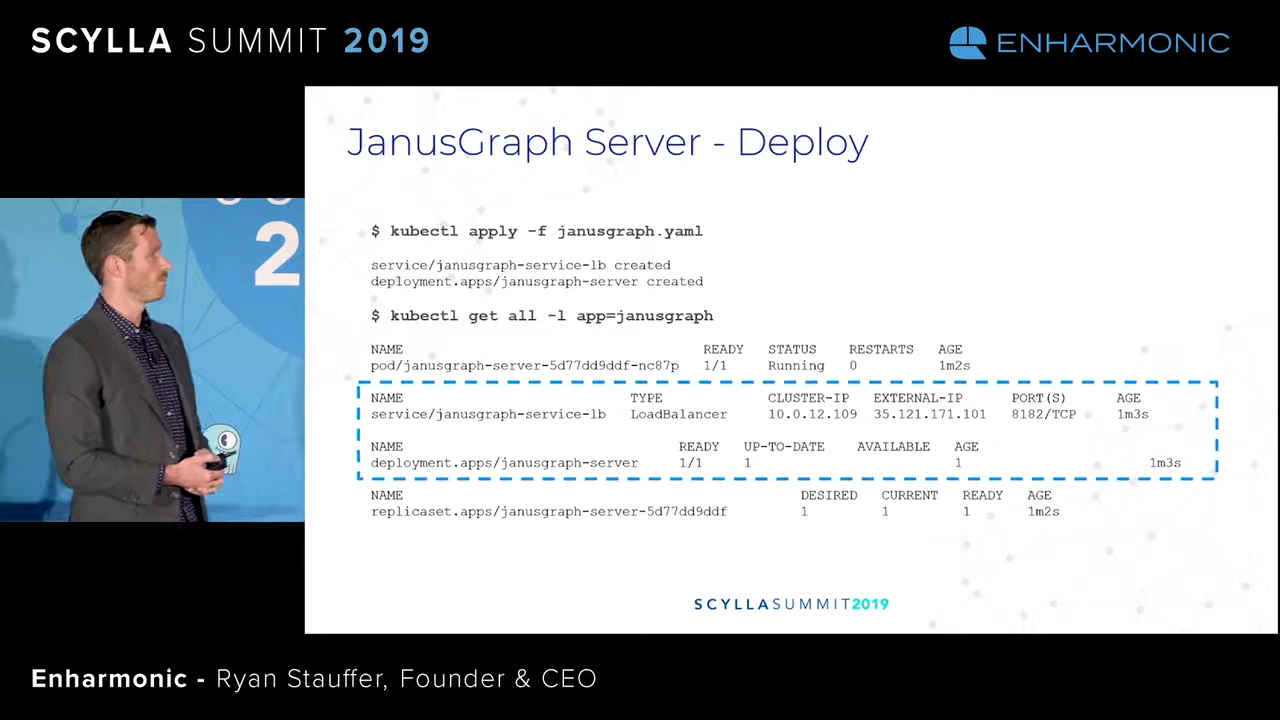 SCYLLA SUMMIT 2019
ENHARMONIC
JanusGraph Server - Deploy
$ kubectl apply -f janusgraph.yaml
service/janusgraph-service-lb created
deployment.apps/janusgraph-server created
$ kubectl get all -l app=janusgraph
NAME READY STATUS RESTARTS AGE
pod/janusgraph-server-5d77dd9ddf-nc87p 1/1 Running 0 1m2s
NAME TYPE CLUSTER-IP EXTERNAL-IP PORT(S) AGE
service/janusgraph-service-lb LoadBalancer 10.0.12.109 35.121.171.101 8182/TCP 1m3s
NAME READY UP-TO-DATE AVAILABLE AGE
deployment.apps/janusgraph-server 1/1 1 1 1m3s
NAME DESIRED CURRENT READY AGE
replicaset.apps/janusgraph-server-5d77dd9ddf 1 1 1 1m2s
SCYLLASUMMIT2019
2
Enharmonic - Ryan Stauffer, Founder & CEO